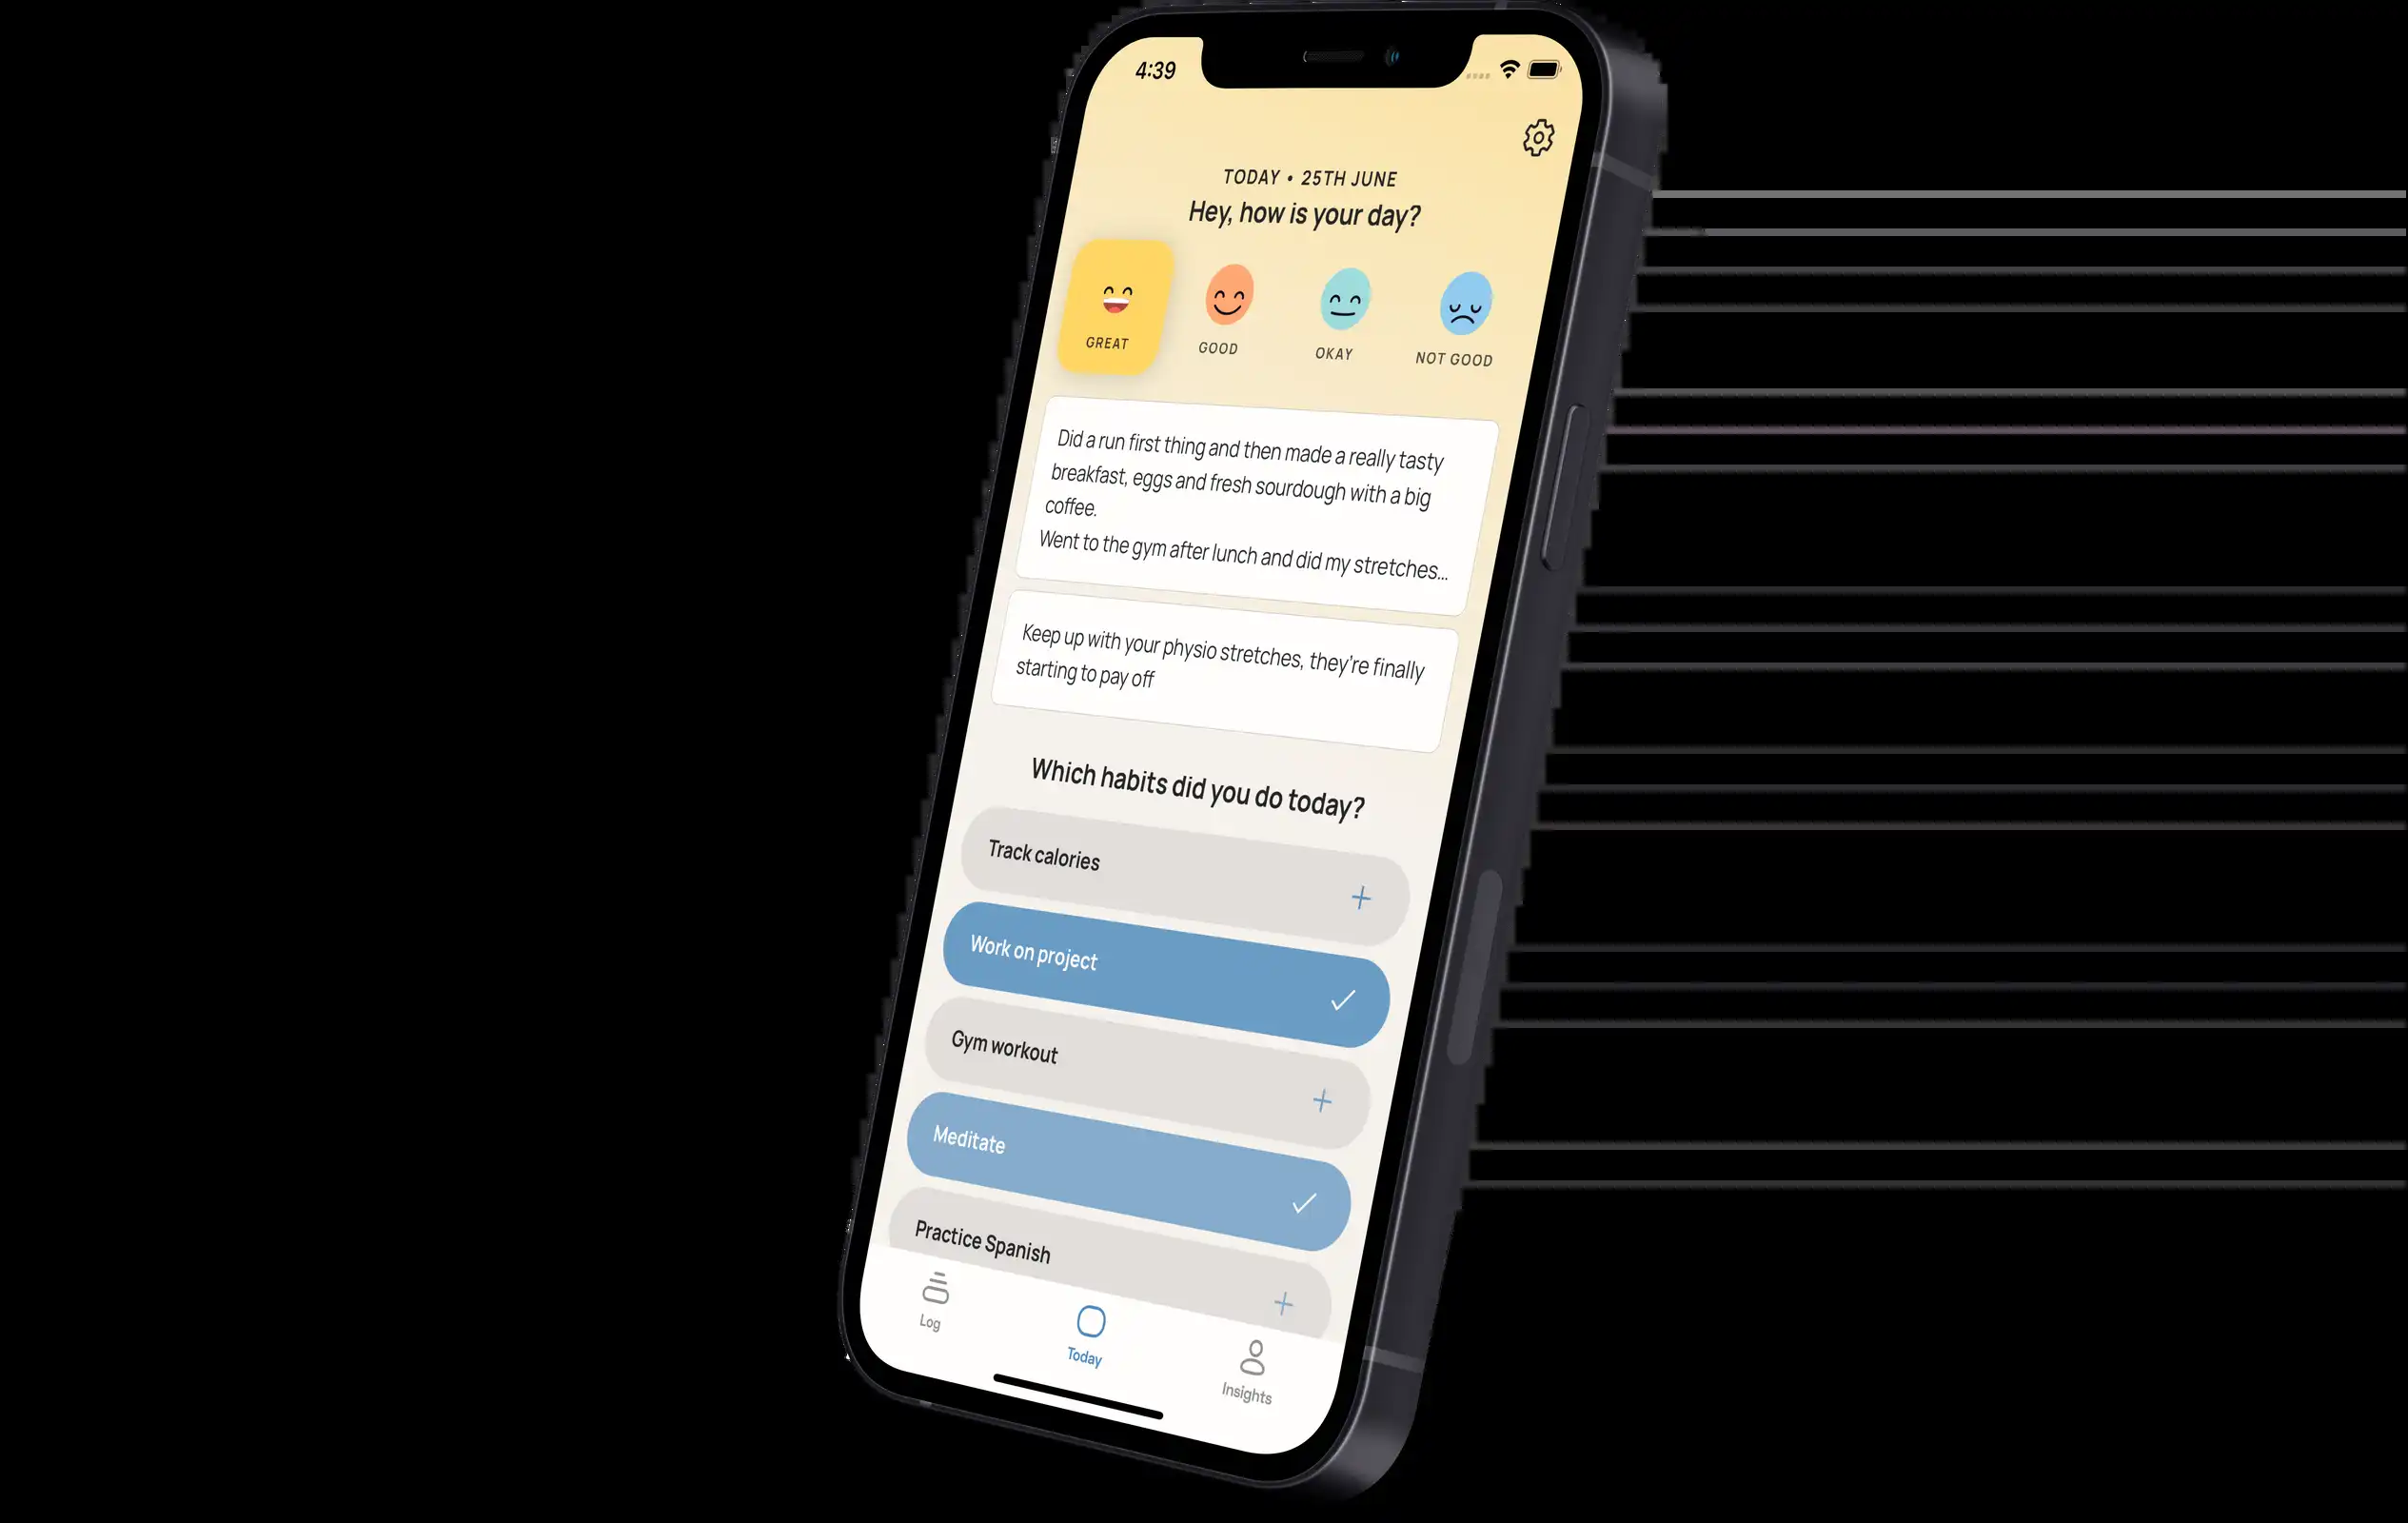 4:39
TODAY • 25TH JUNE
Hey, how is your day?
GREAT
GOOD
OKAY
NOT GOOD
Did a run first thing and then made a really tasty
breakfast, eggs and fresh sourdough with a big
coffee.
Went to the gym after lunch and did my stretches...
Keep up with your physio stretches, they're finally
starting to pay off
Which habits did you do today?
Track calories
Work on project
Gym workout
Meditate
Practice Spanish
Log
Today
Insights